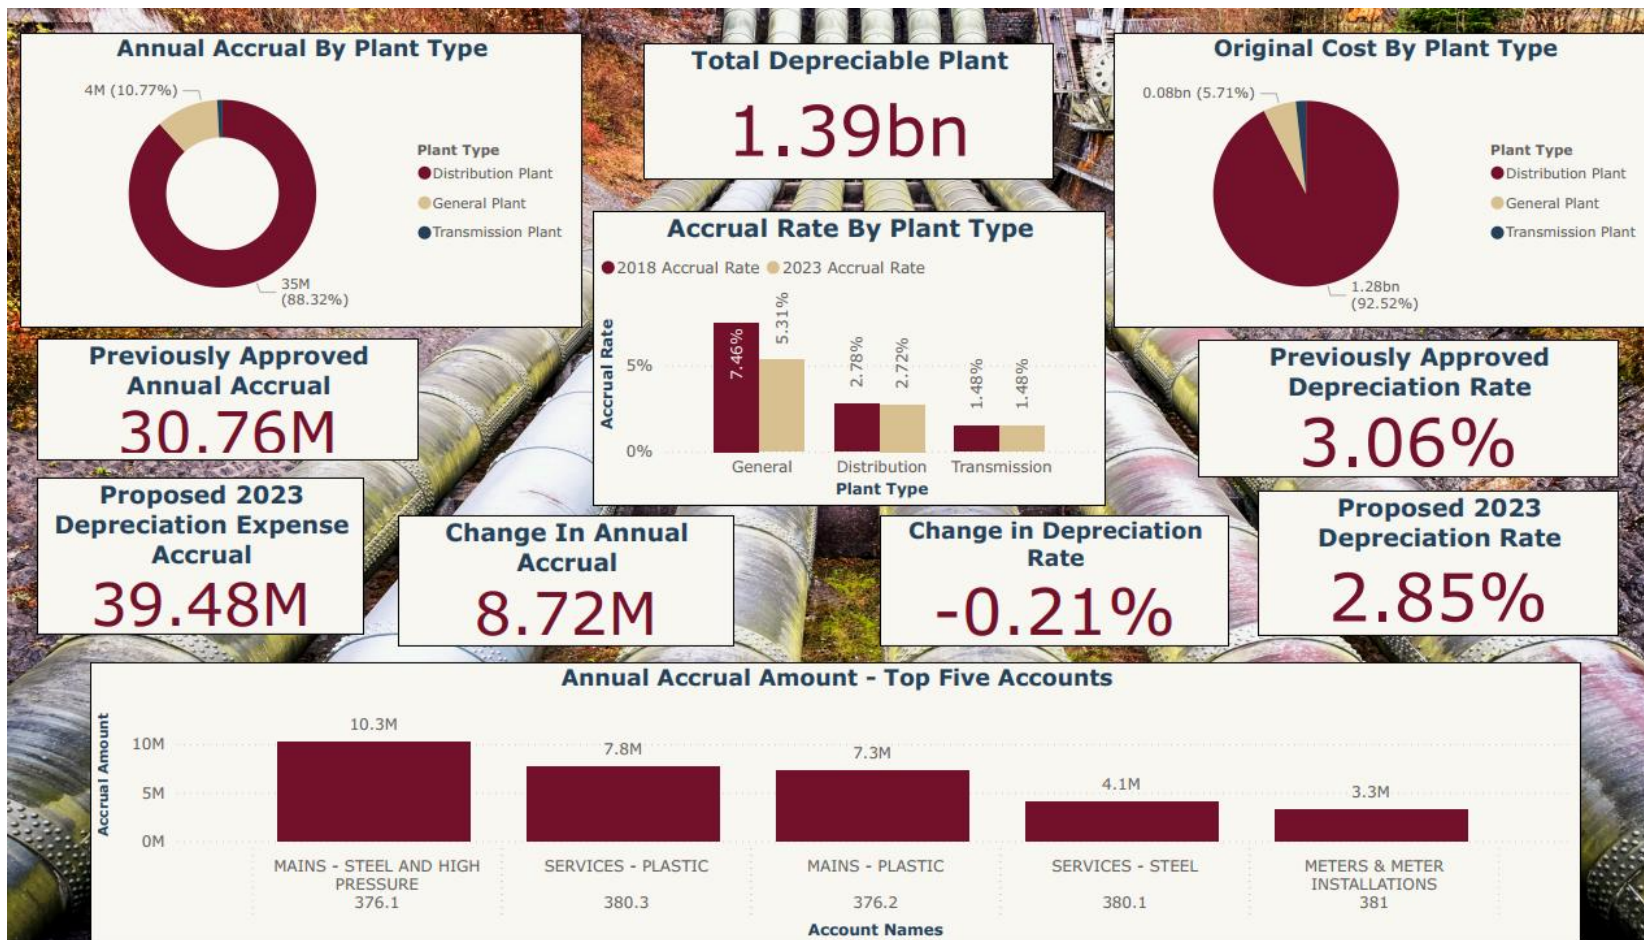 Annual Accrual By Plant Type
4M (10.77%)
35M
(88.32%)
Plant Type
Distribution Plant
General Plant
Transmission Plant
Total Depreciable Plant
1.39bn
Original Cost By Plant Type
0.08bn (5.71%)
1.28bn
(92.52%)
Plant Type
Distribution Plant
General Plant
Transmission Plant
Accrual Rate By Plant Type
2018 Accrual Rate 2023 Accrual Rate
Accrual Rate
5%
0%
7.46%
5.31%
2.78%
2.72%
1.48%
1.48%
General Distribution Transmission
Plant Type
Previously Approved
Annual Accrual
30.76M
Previously Approved
Depreciation Rate
3.06%
Proposed 2023
Depreciation Expense
Accrual
39.48M
Change In Annual
Accrual
8.72M
Change in Depreciation
Rate
-0.21%
Proposed 2023
Depreciation Rate
2.85%
Annual Accrual Amount - Top Five Accounts
Accrual Amount
10M
5M
0M
10.3M
7.8M
7.3M
4.1M
3.3M
MAINS - STEEL AND HIGH
PRESSURE
376.1
SERVICES - PLASTIC
380.3
MAINS - PLASTIC
376.2
SERVICES - STEEL
380.1
METERS & METER
INSTALLATIONS
381
Account Names